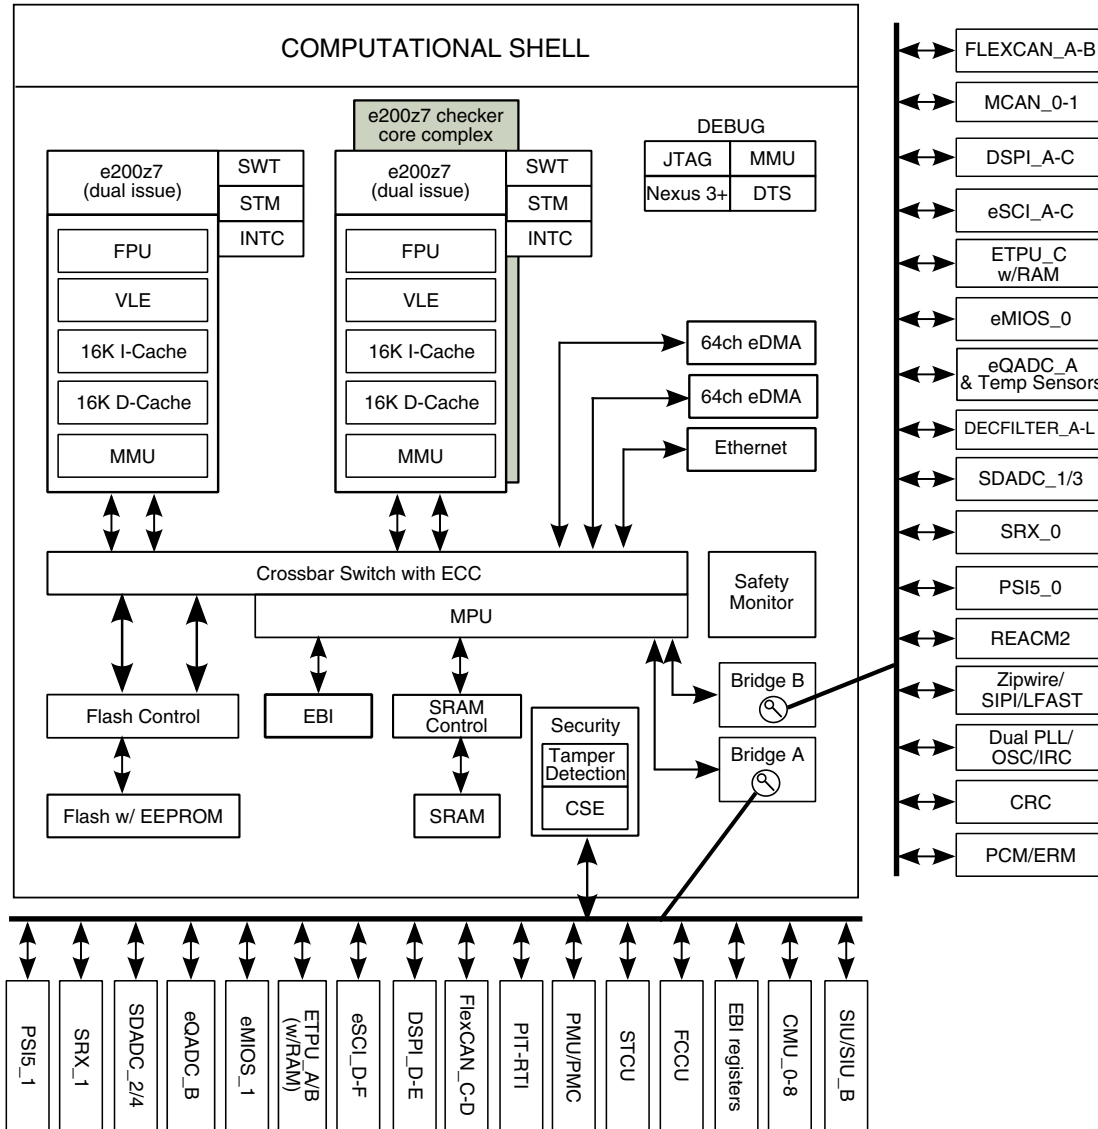 COMPUTATIONAL SHELL
e200z7 checker
core complex
e200z7
(dual issue)
SWT
STM
INTC
FPU
VLE
16K I-Cache
16K D-Cache
MMU
e200z7
(dual issue)
SWT
STM
INTC
FPU
VLE
16K I-Cache
16K D-Cache
MMU
DEBUG
JTAG
MMU
Nexus 3+
DTS
64ch eDMA
64ch eDMA
Ethernet
Crossbar Switch with ECC
MPU
Safety
Monitor
Flash Control
EBI
SRAM
Control
Security
Tamper
Detection
CSE
Bridge B
Bridge A
Flash w/ EEPROM
SRAM
FLEXCAN_A-B
MCAN_0-1
DSPI_A-C
eSCI_A-C
ETPU_C
w/RAM
eMIOS_0
eQADC_A
& Temp Sensors
DECFILTER_A-L
SDADC_1/3
SRX_0
PSI5_0
REACM2
Zipwire/
SIPI/LFAST
Dual PLL/
OSC/IRC
CRC
PCM/ERM
PSI5_1
SRX_1
SDADC_2/4
eQADC_B
eMIOS_1
ETPU_A/B
(w/RAM)
eSCI_D-F
DSPI_D-E
FlexCAN_C-D
PIT-RTI
PMU/PMC
STCU
FCCU
EBI registers
CMU_0-8
SIU/SIU_B